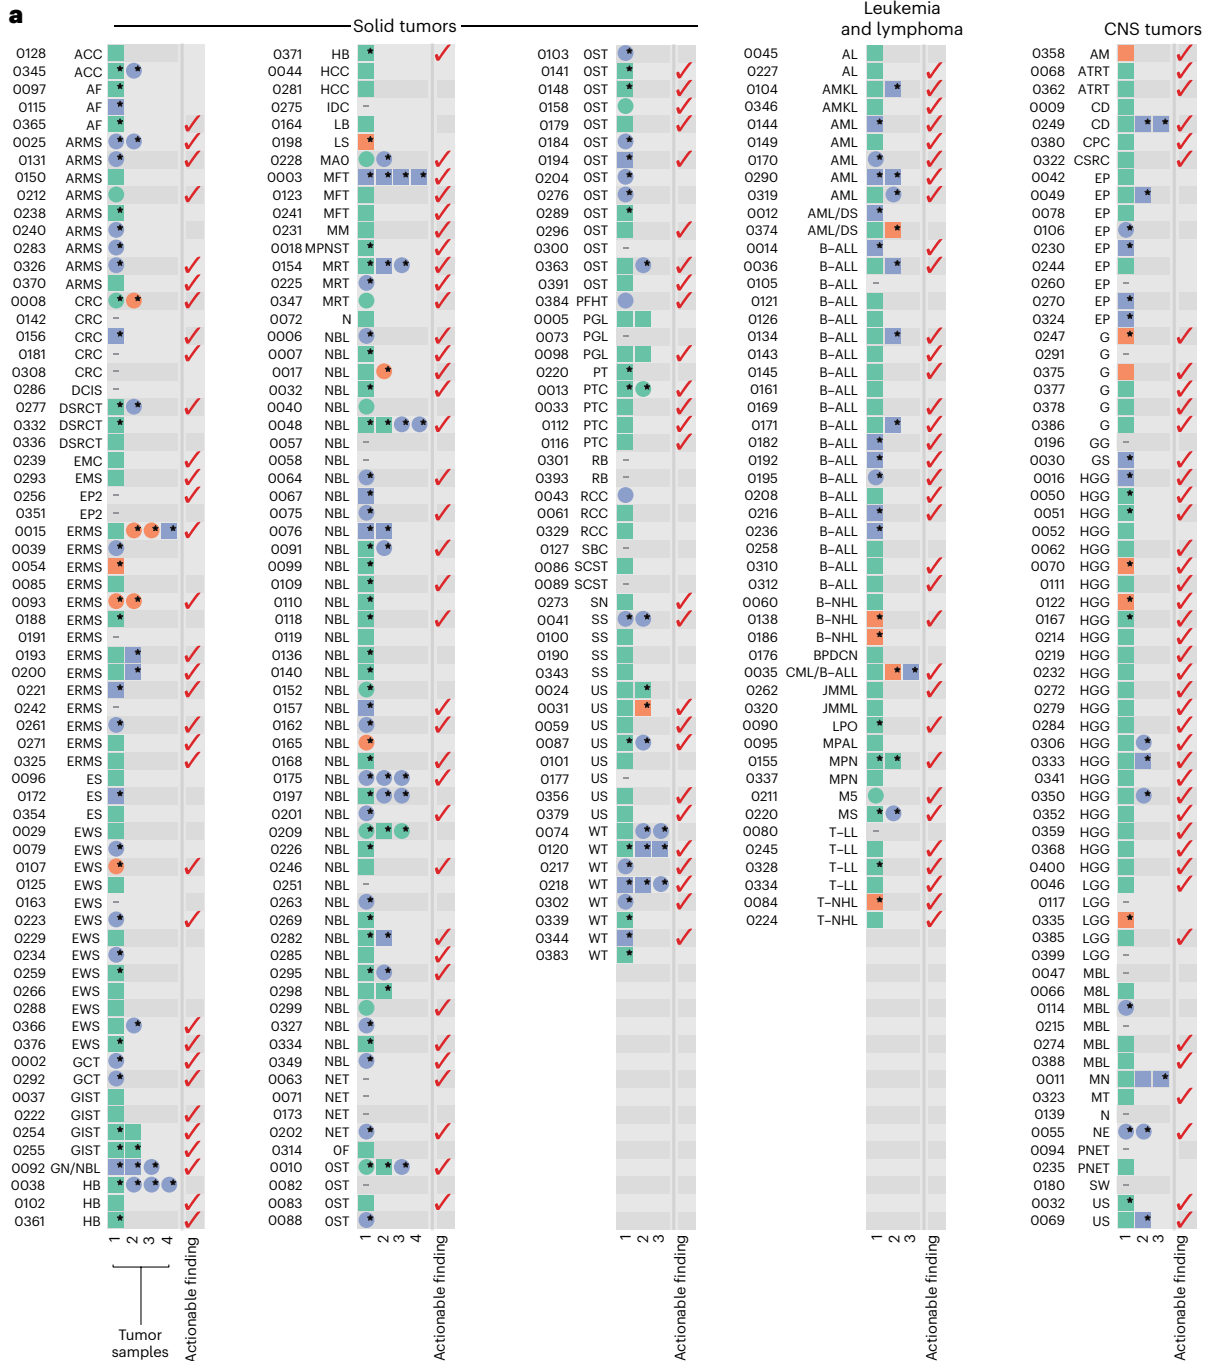 a
Solid tumors
Leukemia
and lymphoma
CNS tumors
0128 ACC
0345 ACC
0097 AF
0115 AF
0365 AF
0025 ARMS
0131 ARMS
0150 ARMS
0212 ARMS
0238 ARMS
0240 ARMS
0283 ARMS
0326 ARMS
0370 ARMS
0008 CRC
0142 CRC
0156 CRC
0181 CRC
0308 CRC
0286 DCIS
0277 DSRCT
0332 DSRCT
0336 DSRCT
0239 EMC
0293 EMS
0256 EP2
0351 EP2
0015 ERMS
0039 ERMS
0054 ERMS
0085 ERMS
0093 ERMS
0188 ERMS
0191 ERMS
0193 ERMS
0200 ERMS
0221 ERMS
0242 ERMS
0261 ERMS
0271 ERMS
0325 ERMS
0096 ES
0172 ES
0354 ES
0029 EWS
0079 EWS
0107 EWS
0125 EWS
0163 EWS
0223 EWS
0229 EWS
0234 EWS
0259 EWS
0266 EWS
0288 EWS
0366 EWS
0376 EWS
0002 GCT
0292 GCT
0037 GIST
0222 GIST
0254 GIST
0255 GIST
0092 GN/NBL
0038 HB
0102 HB
0361 HB
1 2 3 4 Actionable finding
Tumor
samples
0371 HB
0044 HCC
0281 HCC
0275 IDC
0164 LB
0198 LS
0228 MA0
0003 MFT
0123 MFT
0241 MFT
0231 MM
0018 MPNST
0154 MRT
0225 MRT
0347 MRT
0072 N
0006 NBL
0007 NBL
0017 NBL
0032 NBL
0040 NBL
0048 NBL
0057 NBL
0058 NBL
0064 NBL
0067 NBL
0075 NBL
0076 NBL
0091 NBL
0099 NBL
0109 NBL
0110 NBL
0118 NBL
0119 NBL
0136 NBL
0140 NBL
0152 NBL
0157 NBL
0162 NBL
0165 NBL
0168 NBL
0175 NBL
0197 NBL
0201 NBL
0209 NBL
0226 NBL
0246 NBL
0251 NBL
0263 NBL
0269 NBL
0282 NBL
0285 NBL
0295 NBL
0298 NBL
0299 NBL
0327 NBL
0334 NBL
0349 NBL
0063 NET
0071 NET
0173 NET
0202 NET
0314 OF
0010 0ST
0082 0ST
0083 0ST
0088 0ST
1 2 3 4 Actionable finding
0103 OST
0141 OST
0148 OST
0158 OST
0179 OST
0184 OST
0194 OST
0204 OST
0276 OST
0289 OST
0296 OST
0300 OST
0363 OST
0391 OST
0384 PFHT
0005 PGL
0073 PGL
0098 PGL
0220 PT
0013 PTC
0033 PTC
0112 PTC
0116 PTC
0301 RB
0393 RB
0043 RCC
0061 RCC
0329 RCC
0127 SBC
0086 SCST
0089 SCST
0273 SN
0041 SS
0100 SS
0190 SS
0343 SS
0024 US
0031 US
0059 US
0087 US
0101 US
0177 US
0356 US
0379 US
0074 WT
0120 WT
0217 WT
0218 WT
0302 WT
0339 WT
0344 WT
0383 WT
1 2 3 Actionable finding
0045 AL
0227 AL
0104 AMKL
0346 AMKL
0144 AML
0149 AML
0170 AML
0290 AML
0319 AML
0012 AML/DS
0374 AML/DS
0014 B-ALL
0036 B-ALL
0105 B-ALL
0121 B-ALL
0126 B-ALL
0134 B-ALL
0143 B-ALL
0145 B-ALL
0161 B-ALL
0169 B-ALL
0171 B-ALL
0182 B-ALL
0192 B-ALL
0195 B-ALL
0208 B-ALL
0216 B-ALL
0236 B-ALL
0258 B-ALL
0310 B-ALL
0312 B-ALL
0060 B-NHL
0138 B-NHL
0186 B-NHL
0176 BPDCN
0035 CML/B-ALL
0262 JMML
0320 JMML
0090 LPO
0095 MPAL
0155 MPN
0337 MPN
0211 M5
0220 MS
0080 T-LL
0245 T-LL
0328 T-LL
0334 T-LL
0084 T-NHL
0224 T-NHL
1 2 3 Actionable finding
0358 AM
0068 ATRT
0362 ATRT
0009 CD
0249 CD
0380 CPC
0322 CSRC
0042 EP
0049 EP
0078 EP
0106 EP
0230 EP
0244 EP
0260 EP
0270 EP
0324 EP
0247 G
0291 G
0375 G
0377 G
0378 G
0386 G
0196 GG
0030 GS
0016 HGG
0050 HGG
0051 HGG
0052 HGG
0062 HGG
0070 HGG
0111 HGG
0122 HGG
0167 HGG
0214 HGG
0219 HGG
0232 HGG
0272 HGG
0279 HGG
0284 HGG
0306 HGG
0333 HGG
0341 HGG
0350 HGG
0352 HGG
0359 HGG
0368 HGG
0400 HGG
0046 LGG
0117 LGG
0335 LGG
0385 LGG
0399 LGG
0047 MBL
0066 M8L
0114 MBL
0215 MBL
0274 MBL
0388 MBL
0011 MN
0323 MT
0139 N
0055 NE
0094 PNET
0235 PNET
0180 SW
0032 US
0069 US
1 2 3 Actionable finding